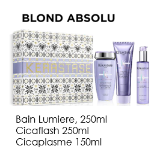 BLOND ABSOLU
Bain Lumiere, 250ml
Cicaflash 250ml
Cicaplasme 150ml